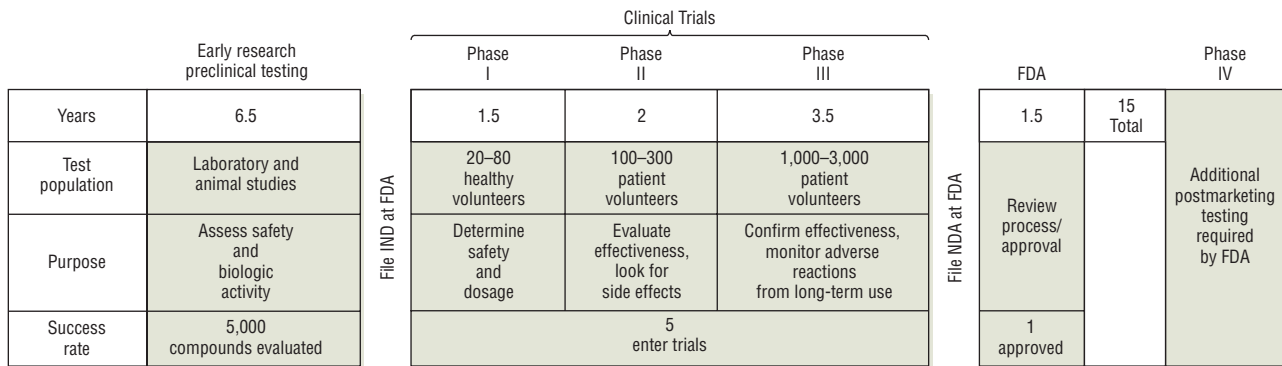 Clinical Trials
Early research
preclinical testing
Phase
I
Phase
II
Phase
III
FDA
Phase
IV
Years
6.5
1.5
2
3.5
1.5
15
Total
Test
population
Laboratory and
animal studies
File IND at FDA
20–80
healthy
volunteers
100–300
patient
volunteers
1,000–3,000
patient
volunteers
File NDA at FDA
Review
process/
approval
Additional
postmarketing
testing
required
by FDA
Purpose
Assess safety
and
biologic
activity
Determine
safety
and
dosage
Evaluate
effectiveness,
look for
side effects
Confirm effectiveness,
monitor adverse
reactions
from long-term use
Success
rate
5,000
compounds evaluated
5
enter trials
1
approved